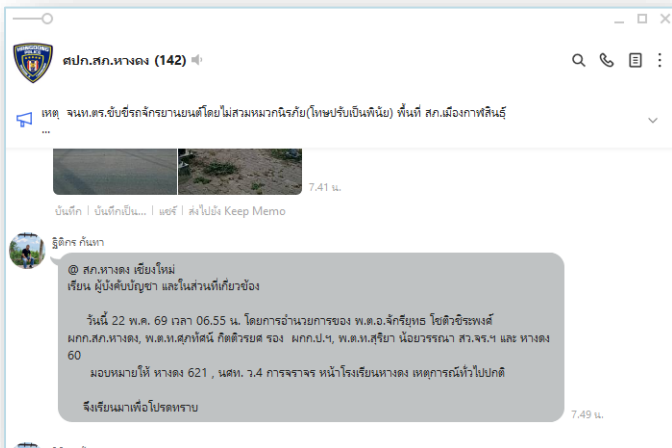 ศปก.สภ.หางดง (142)
เหตุ จนท.ตร.ขับขี่รถจักรยานยนต์โดยไม่สวมหมวกนิรภัย(โทษปรับเป็นพินัย) พื้นที่ สภ.เมืองกาฬสินธุ์
...
7.41 น.
บันทึก | บันทึกเป็น... | แชร์ | ส่งไปยัง Keep Memo
ฐิติกร ก้นทา
@ สภ.หางดง เชียงใหม่
เรียน ผู้บังคับบัญชา และในส่วนที่เกี่ยวข้อง
วันนี้ 22 พ.ค. 69 เวลา 06.55 น. โดยการอำนวยการของ พ.ต.อ.จักรียุทธ โชติวชิระพงศ์
ผกก.สภ.หางดง, พ.ต.ท.ศุภทัศน์ กิตติวรยศ รอง ผกก.ป.ฯ, พ.ต.ท.สุริยา น้อยวรรณา สว.จร.ฯ และ หางดง
60
มอบหมายให้ หางดง 621 , นศท. ว.4 การจราจร หน้าโรงเรียนหางดง เหตุการณ์ทั่วไปปกติ
จึงเรียนมาเพื่อโปรดทราบ
7.49 น.